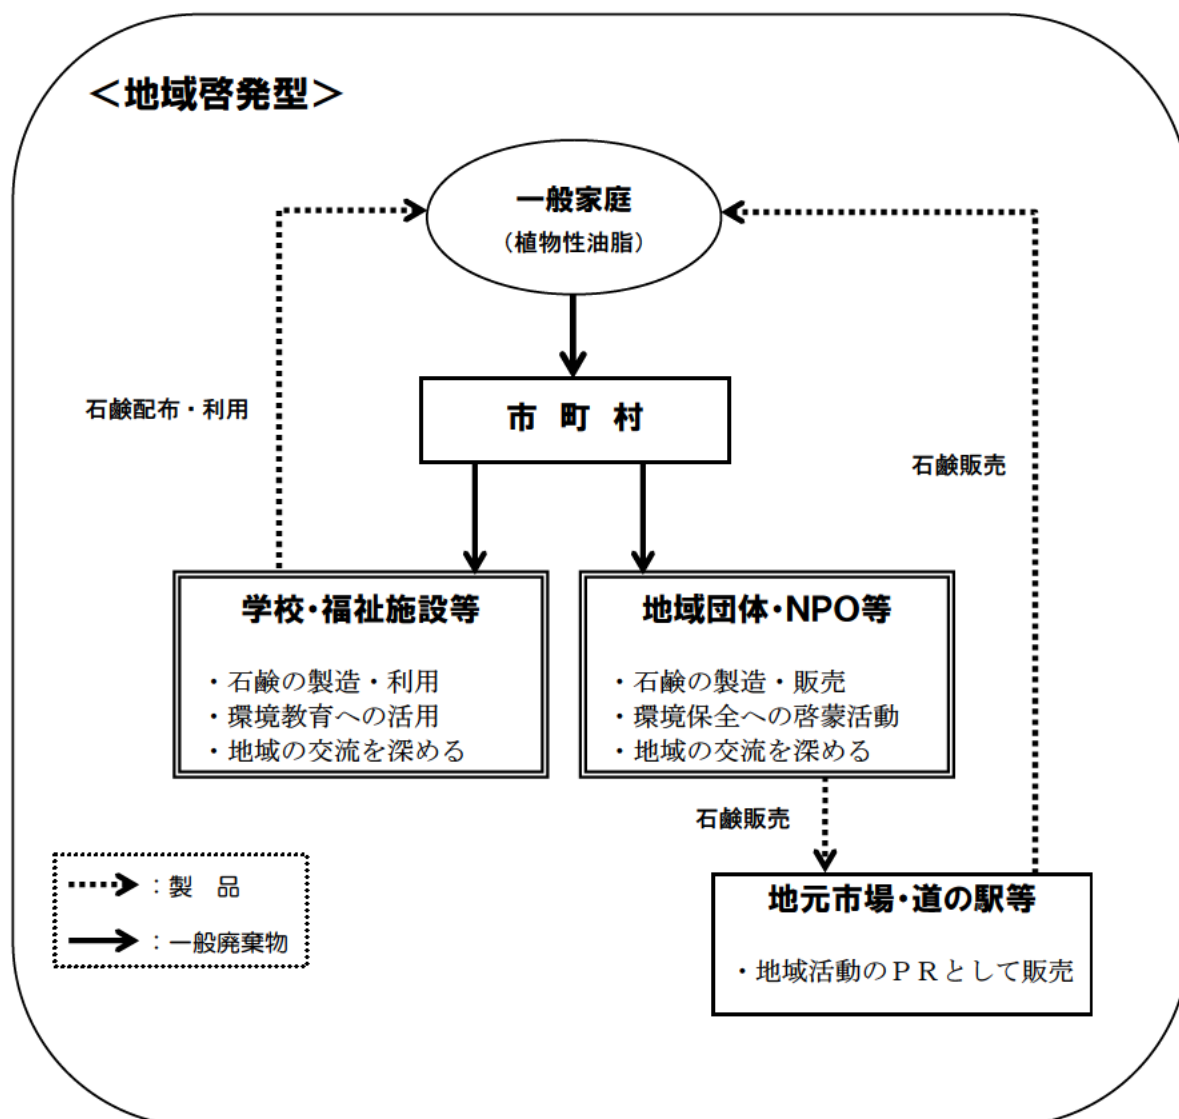 ＜地域啓発型＞
一般家庭
（植物性油脂）
石鹸配布・利用
市 町 村
石鹸販売
学校・福祉施設等
・石鹸の製造・利用
・環境教育への活用
・地域の交流を深める
地域団体・NPO等
・石鹸の製造・販売
・環境保全への啓蒙活動
・地域の交流を深める
石鹸販売
地元市場・道の駅等
・地域活動のＰＲとして販売
：製　品
：一般廃棄物